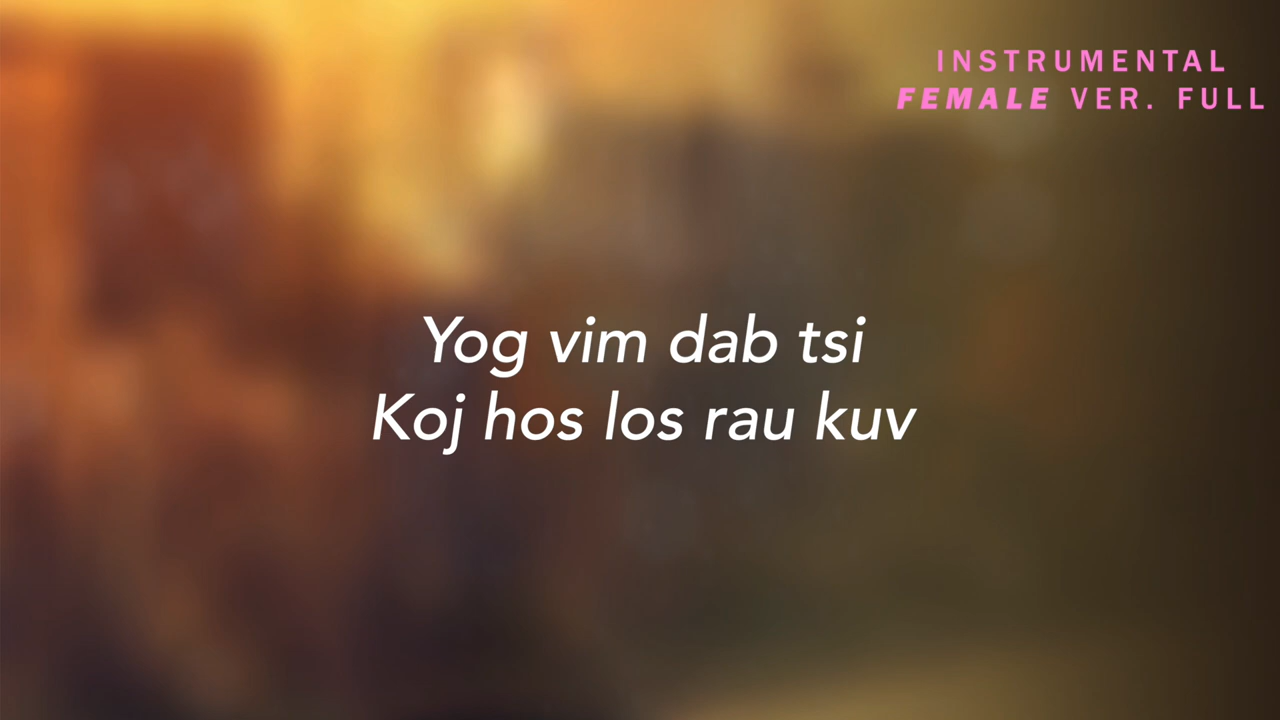 INSTRUMENTAL
FEMALE VER. FULL
Yog vim dab tsi
Koj hos los rau kuv